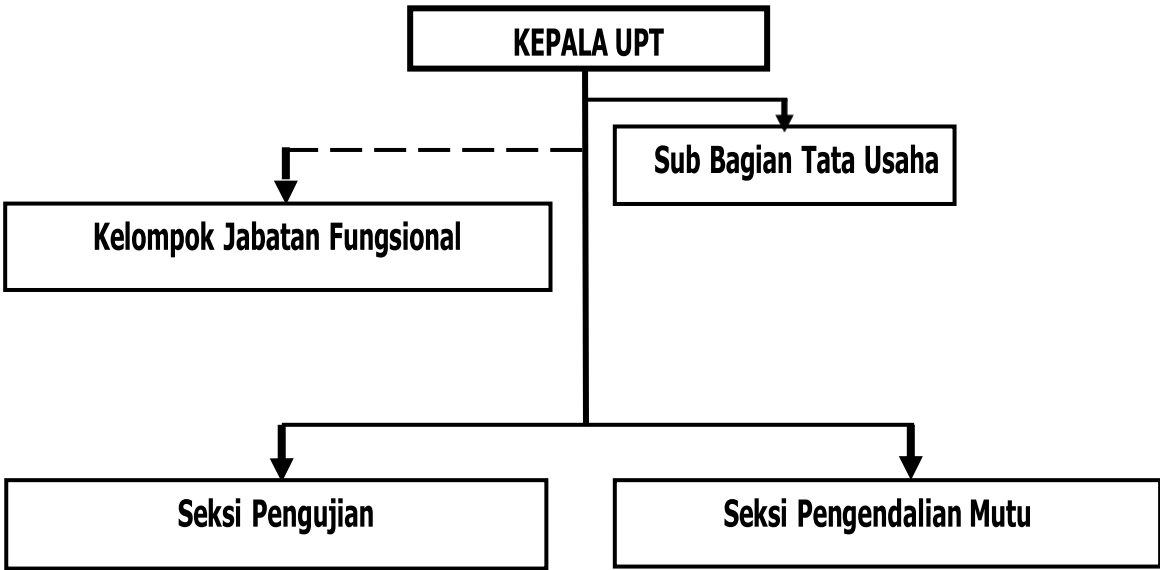 KEPALA UPT
Sub Bagian Tata Usaha
Kelompok Jabatan Fungsional
Seksi Pengujian
Seksi Pengendalian Mutu